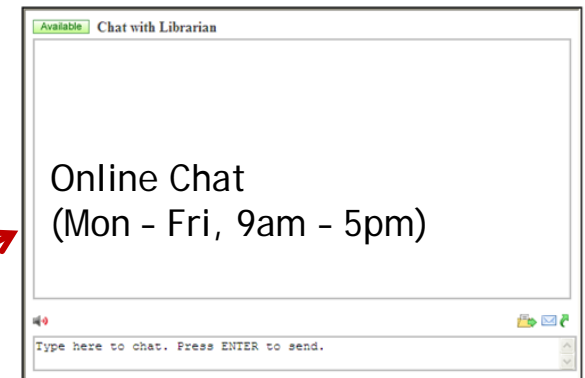 Available Chat with Librarian
Online Chat
(Mon – Fri, 9am – 5pm)
Type here to chat. Press ENTER to send.